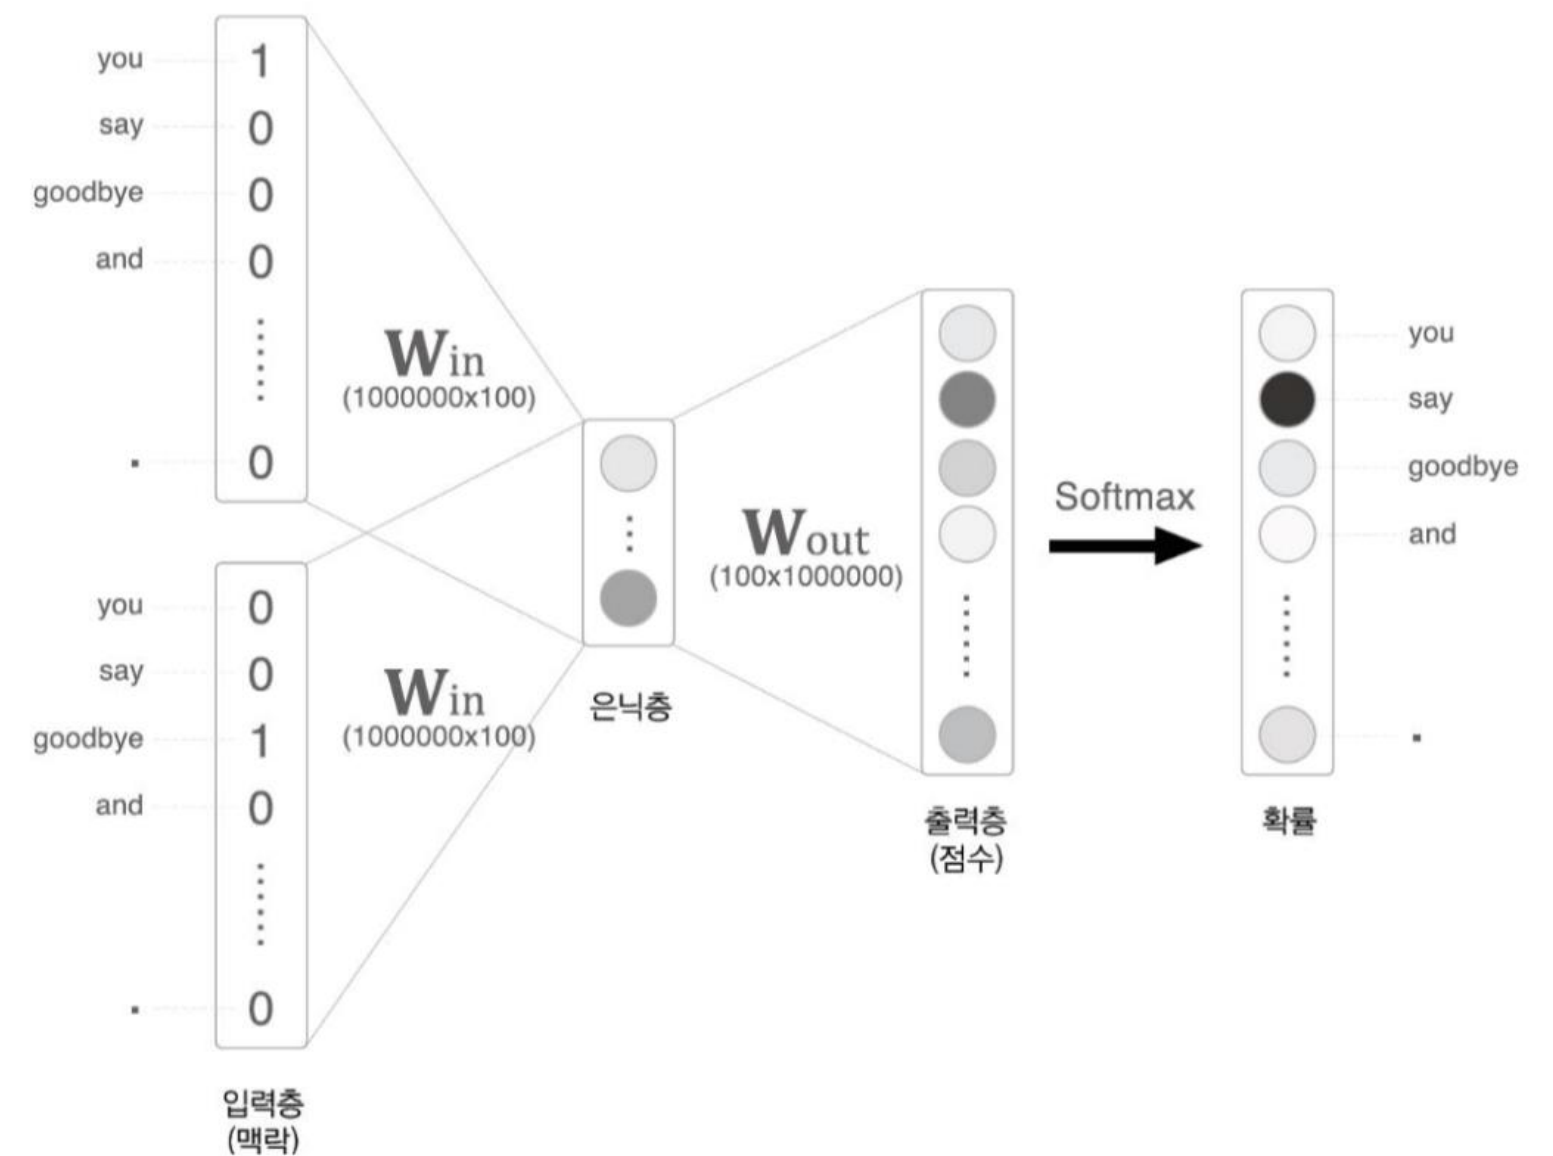 you 1
say 0
goodbye 0
and 0
. 0
Win
(1000000x100)
you 0
say 0
goodbye 1
and 0
. 0
Win
(1000000x100)
입력층
(맥락)
은닉층
Wout
(100x1000000)
출력층
(점수)
Softmax
you
say
goodbye
and
.
확률